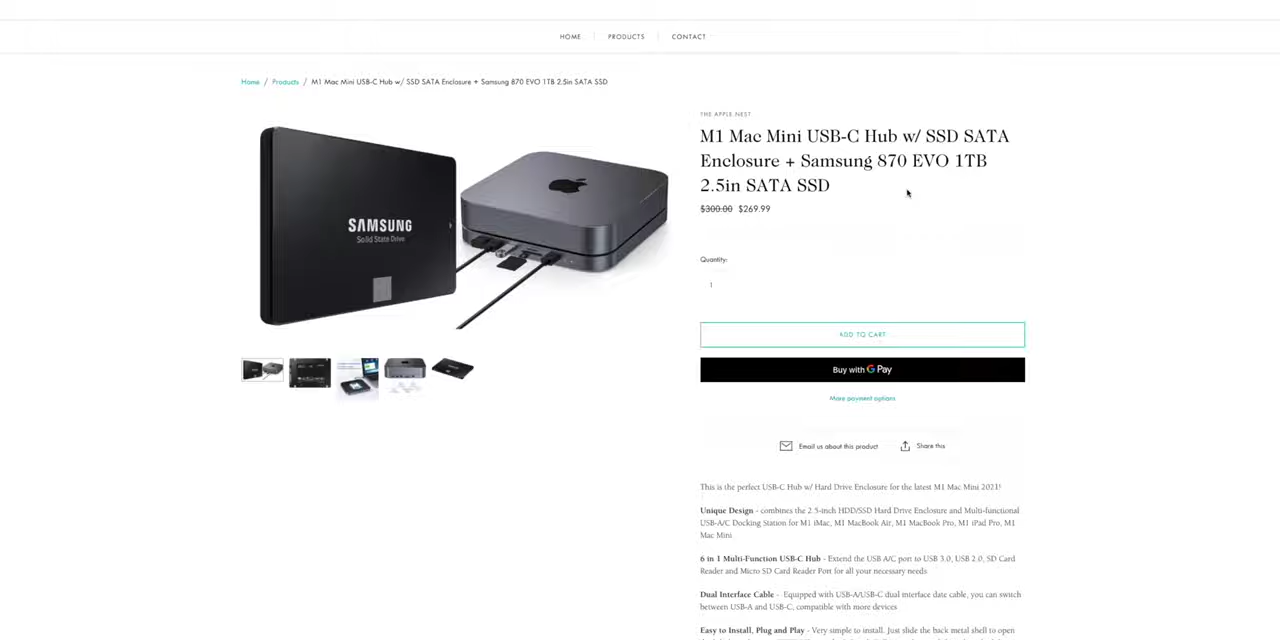 HOME
PRODUCTS
CONTACT
Home / Products / M1 Mac Mini USB-C Hub w/ SSD SATA Enclosure + Samsung 870 EVO 1TB 2.5in SATA SSD
SAMSUNG
Solid State Drive
THE APPLE NEST
M1 Mac Mini USB-C Hub w/ SSD SATA
Enclosure + Samsung 870 EVO 1TB
2.5in SATA SSD
$300.00 $269.99
Quantity:
1
ADD TO CART
Buy with G Pay
More payment options
Email us about this product
Share this
This is the perfect USB-C Hub w/ Hard Drive Enclosure for the latest M1 Mac Mini 2021!
Unique Design - combines the 2.5-inch HDD/SSD Hard Drive Enclosure and Multi-functional
USB-A/C Docking Station for M1 iMac, M1 MacBook Air, M1 MacBook Pro, M1 iPad Pro, M1
Mac Mini
6 in 1 Multi-Function USB-C Hub - Extend the USB A/C port to USB 3.0, USB 2.0, SD Card
Reader and Micro SD Card Reader Port for all your necessary needs
Dual Interface Cable - Equipped with USB-A/USB-C dual interface date cable, you can switch
between USB-A and USB-C, compatible with more devices
Easy to Install, Plug and Play - Very simple to install. Just slide the back metal shell to open